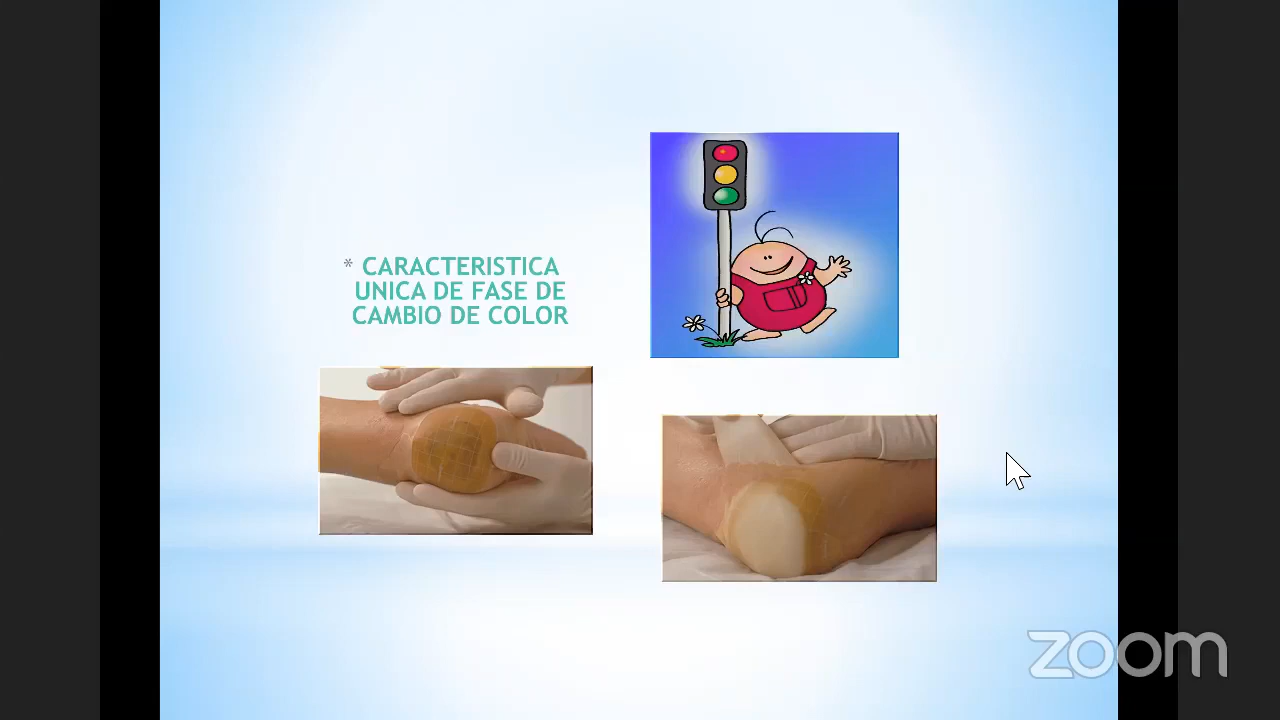 * CARACTERISTICA
UNICA DE FASE DE
CAMBIO DE COLOR
zoom